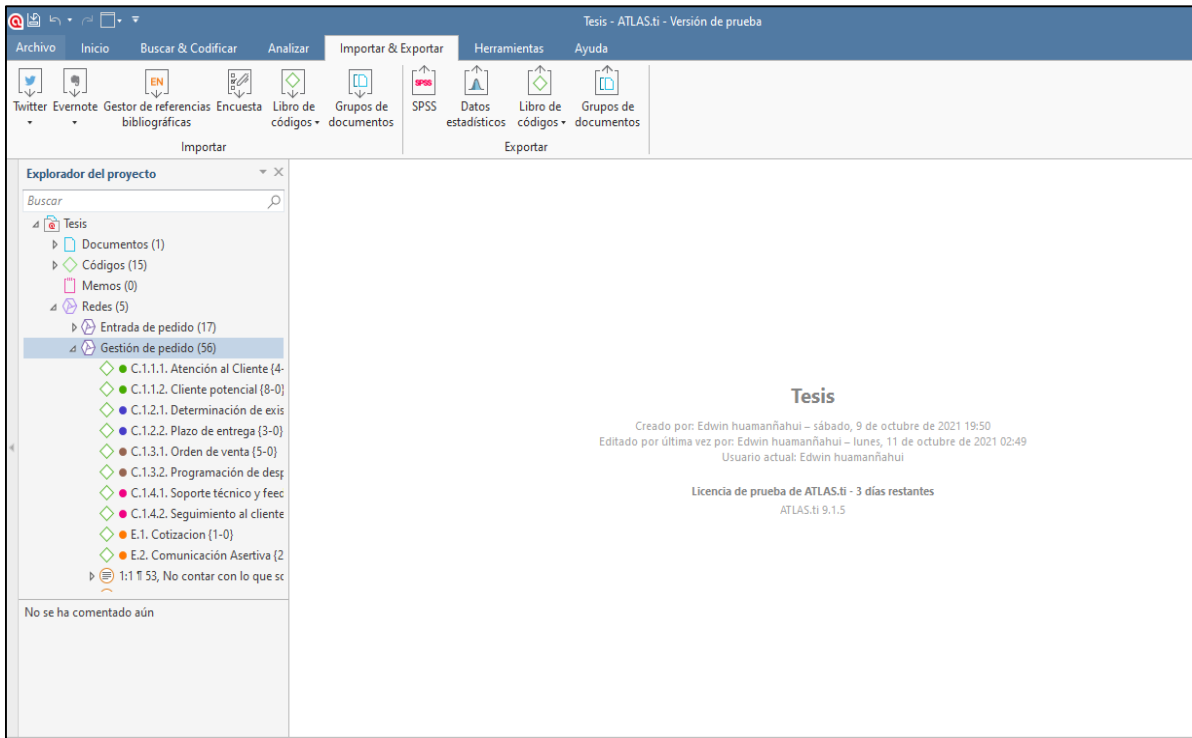 Tesis - ATLAS.ti - Versión de prueba
Archivo Inicio Buscar & Codificar Analizar Importar & Exportar Herramientas Ayuda
EN SPSS
Twitter Evernote Gestor de referencias Encuesta Libro de Grupos de SPSS Datos Libro de Grupos de
bibliográficas códigos documentos estadísticos códigos documentos
Importar Exportar
Explorador del proyecto
Buscar
Tesis
Documentos (1)
Códigos (15)
Memos (0)
Redes (5)
Entrada de pedido (17)
Gestión de pedido (56)
C.1.1.1. Atención al Cliente {4-
C.1.1.2. Cliente potencial {8-0}
C.1.2.1. Determinación de exis
C.1.2.2. Plazo de entrega {3-0}
C.1.3.1. Orden de venta {5-0}
C.1.3.2. Programación de desp
C.1.4.1. Soporte técnico y feec
C.1.4.2. Seguimiento al cliente
E.1. Cotizacion {1-0}
E.2. Comunicación Asertiva {2
1:1 ¶ 53, No contar con lo que sc
No se ha comentado aún
Tesis
Creado por: Edwin huamanñahui – sábado, 9 de octubre de 2021 19:50
Editado por última vez por: Edwin huamanñahui – lunes, 11 de octubre de 2021 02:49
Usuario actual: Edwin huamanñahui
Licencia de prueba de ATLAS.ti - 3 días restantes
ATLAS.ti 9.1.5